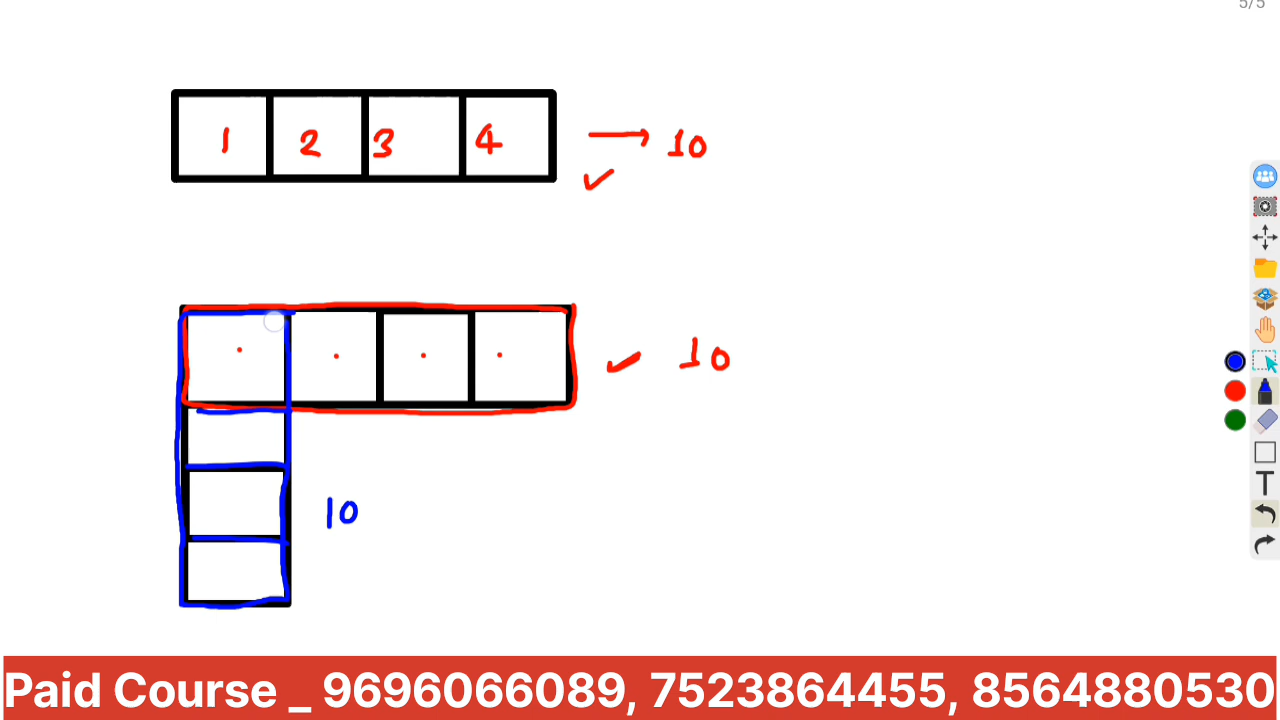 5/5
1 2 3 4 → 10
✓
✓ 10
10
T
Paid Course _ 9696066089, 7523864455, 8564880530